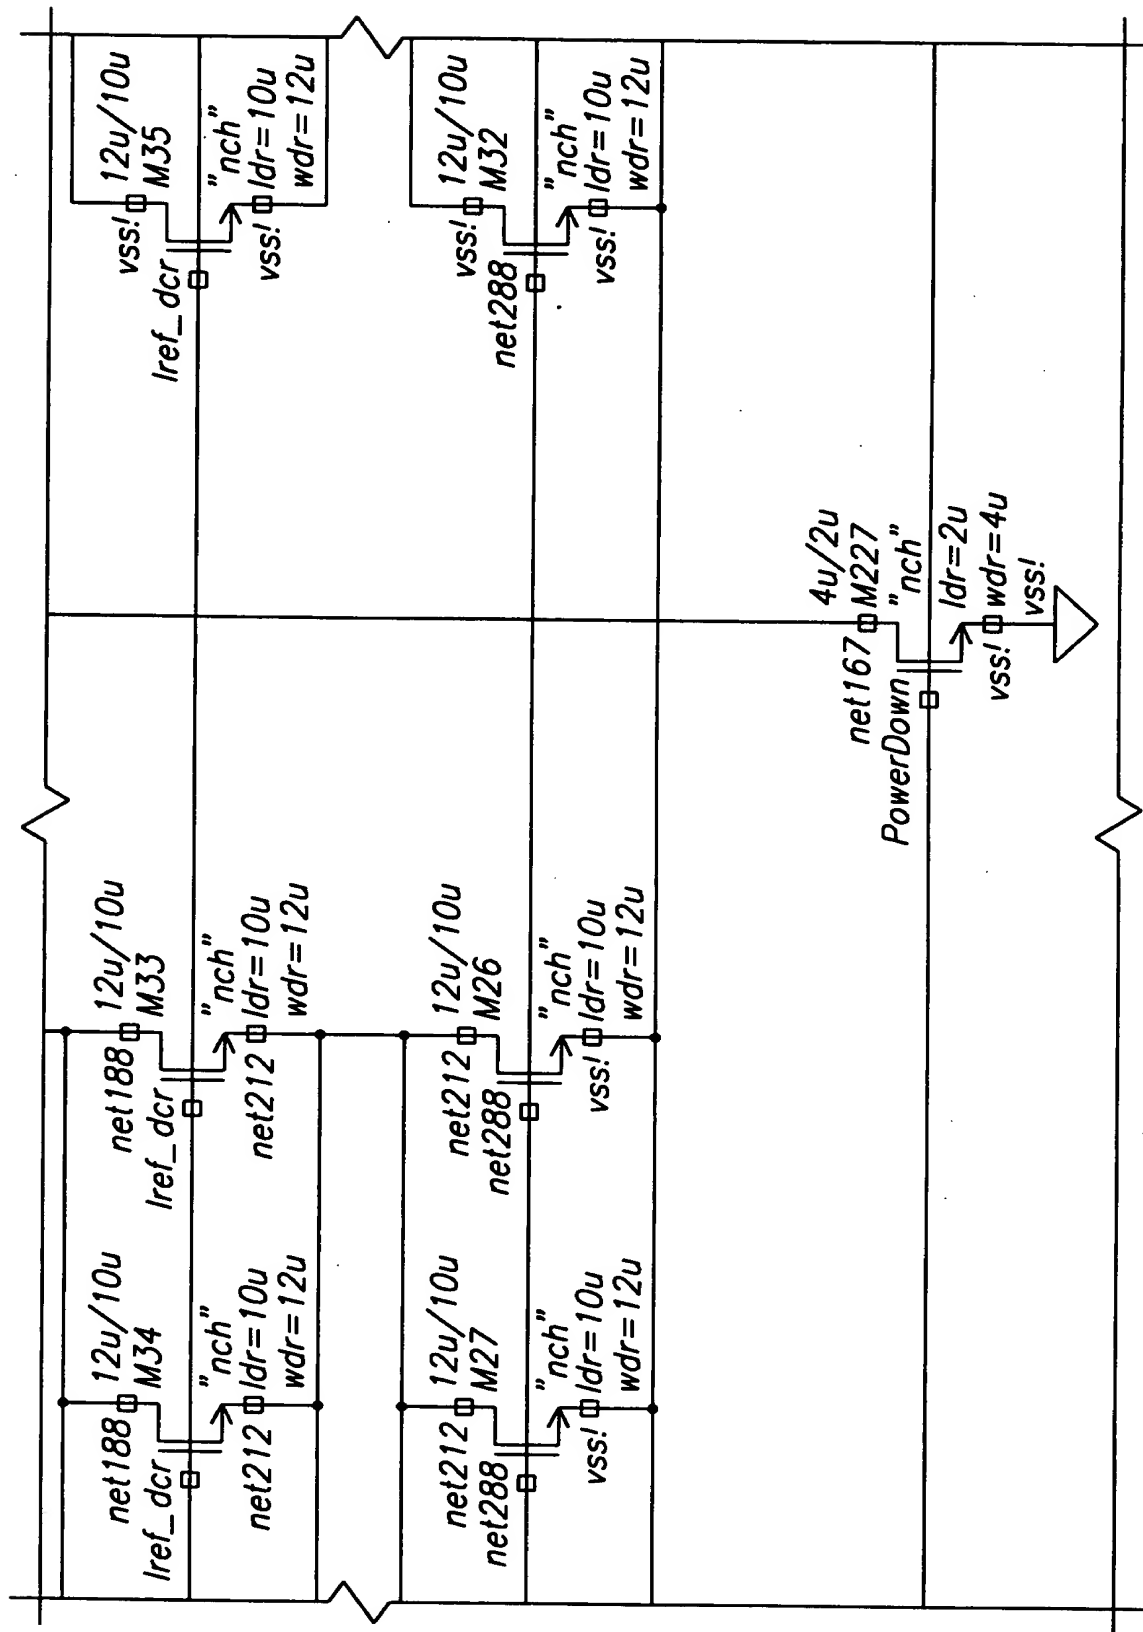 12u/10u
net188
M34
Iref_dcr
"nch"
net212
ldr=10u
wdr=12u
12u/10u
net188
M33
Iref_dcr
"nch"
net212
ldr=10u
wdr=12u
12u/10u
vss!
M35
Iref_dcr
"nch"
vss!
ldr=10u
wdr=12u
12u/10u
net212
M27
net288
"nch"
vss!
ldr=10u
wdr=12u
12u/10u
net212
M26
net288
"nch"
vss!
ldr=10u
wdr=12u
12u/10u
vss!
M32
net288
"nch"
vss!
ldr=10u
wdr=12u
4u/2u
net167
M227
PowerDown
"nch"
ldr=2u
vss!
wdr=4u
vss!